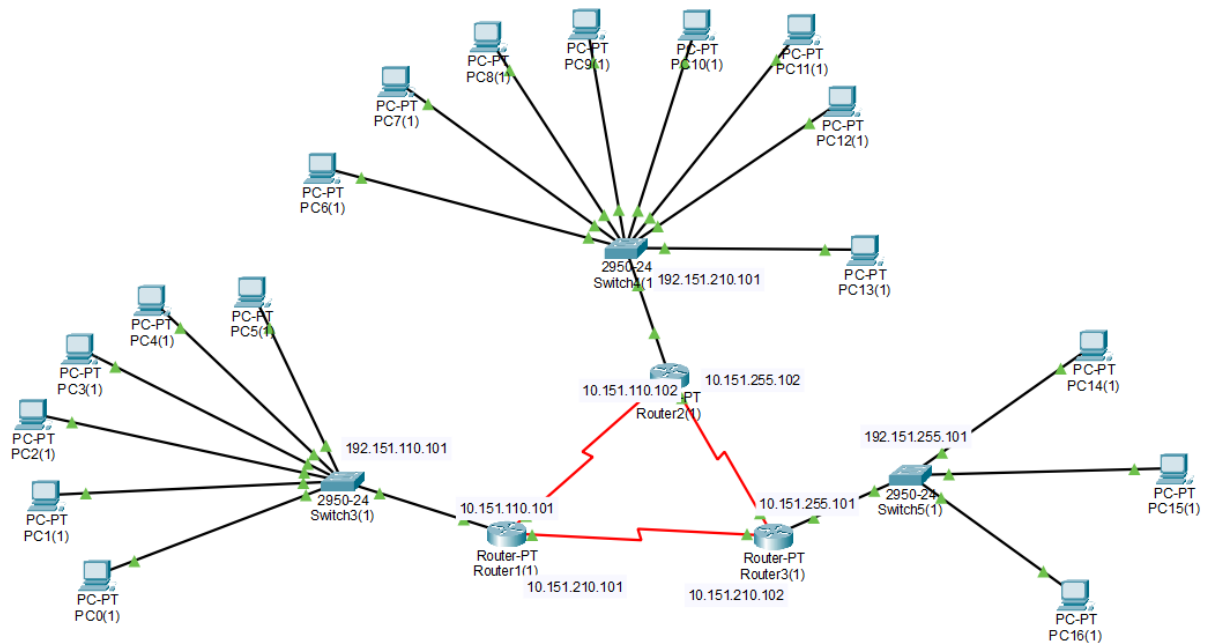 PC-PT
PC8(1)
PC-PT
PC9(1)
PC-PT
PC10(1)
PC-PT
PC11(1)
PC-PT
PC7(1)
PC-PT
PC12(1)
PC-PT
PC6(1)
2950-24
Switch4(1
192.151.210.101
PC-PT
PC13(1)
PC-PT
PC5(1)
PC-PT
PC4(1)
PC-PT
PC3(1)
PC-PT
PC2(1)
PC-PT
PC1(1)
PC-PT
PC0(1)
192.151.110.101
2950-24
Switch3(1)
10.151.110.102
10.151.255.102
PT
Router2(1)
10.151.110.101
Router-PT
Router1(1)
10.151.210.101
10.151.255.101
Router-PT
Router3(1)
10.151.210.102
192.151.255.101
2950-24
Switch5(1)
PC-PT
PC14(1)
PC-PT
PC15(1)
PC-PT
PC16(1)